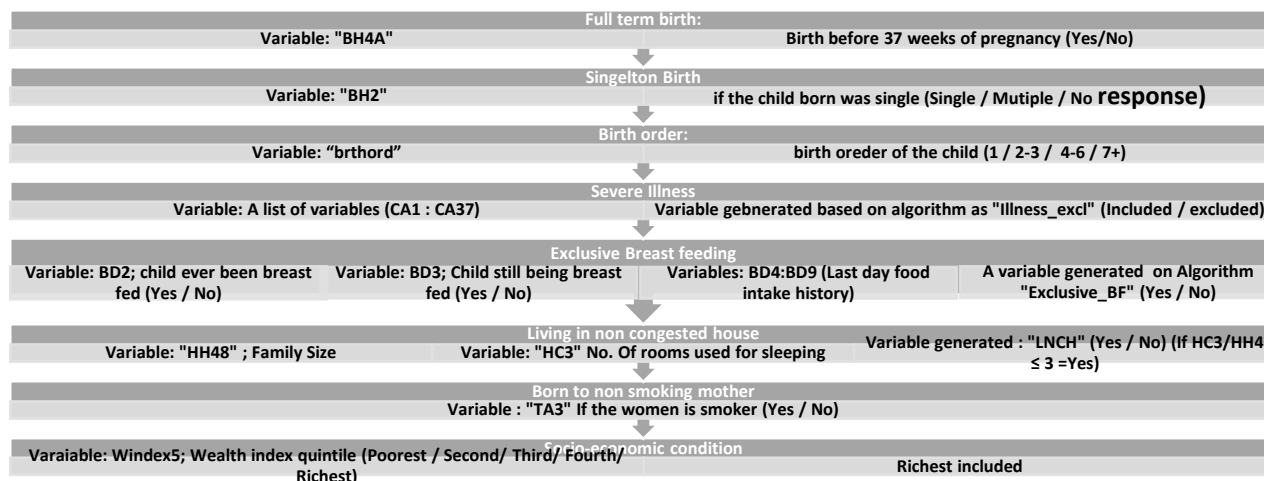 Full term birth:
Variable: "BH4A"
Birth before 37 weeks of pregnancy (Yes/No)
Singelton Birth
Variable: "BH2"
if the child born was single (Single / Mutiple / No response)
Birth order:
Variable: “brthord”
birth oreder of the child (1 / 2-3 / 4-6 / 7+)
Severe Illness
Variable: A list of variables (CA1 : CA37)
Variable gebnerated based on algorithm as "Illness_excl" (Included / excluded)
Exclusive Breast feeding
Variable: BD2; child ever been breast
fed (Yes / No)
Variable: BD3; Child still being breast
fed (Yes / No)
Variables: BD4:BD9 (Last day food
intake history)
A variable generated on Algorithm
"Exclusive_BF" (Yes / No)
Living in non congested house
Variable: "HH48" ; Family Size
Variable: "HC3" No. Of rooms used for sleeping
Variable generated : "LNCH" (Yes / No) (If HC3/HH4
≤ 3 =Yes)
Born to non smoking mother
Variable : "TA3" If the women is smoker (Yes / No)
Socio-economic condition
Varaiable: Windex5; Wealth index quintile (Poorest / Second/ Third/ Fourth/
Richest)
Richest included